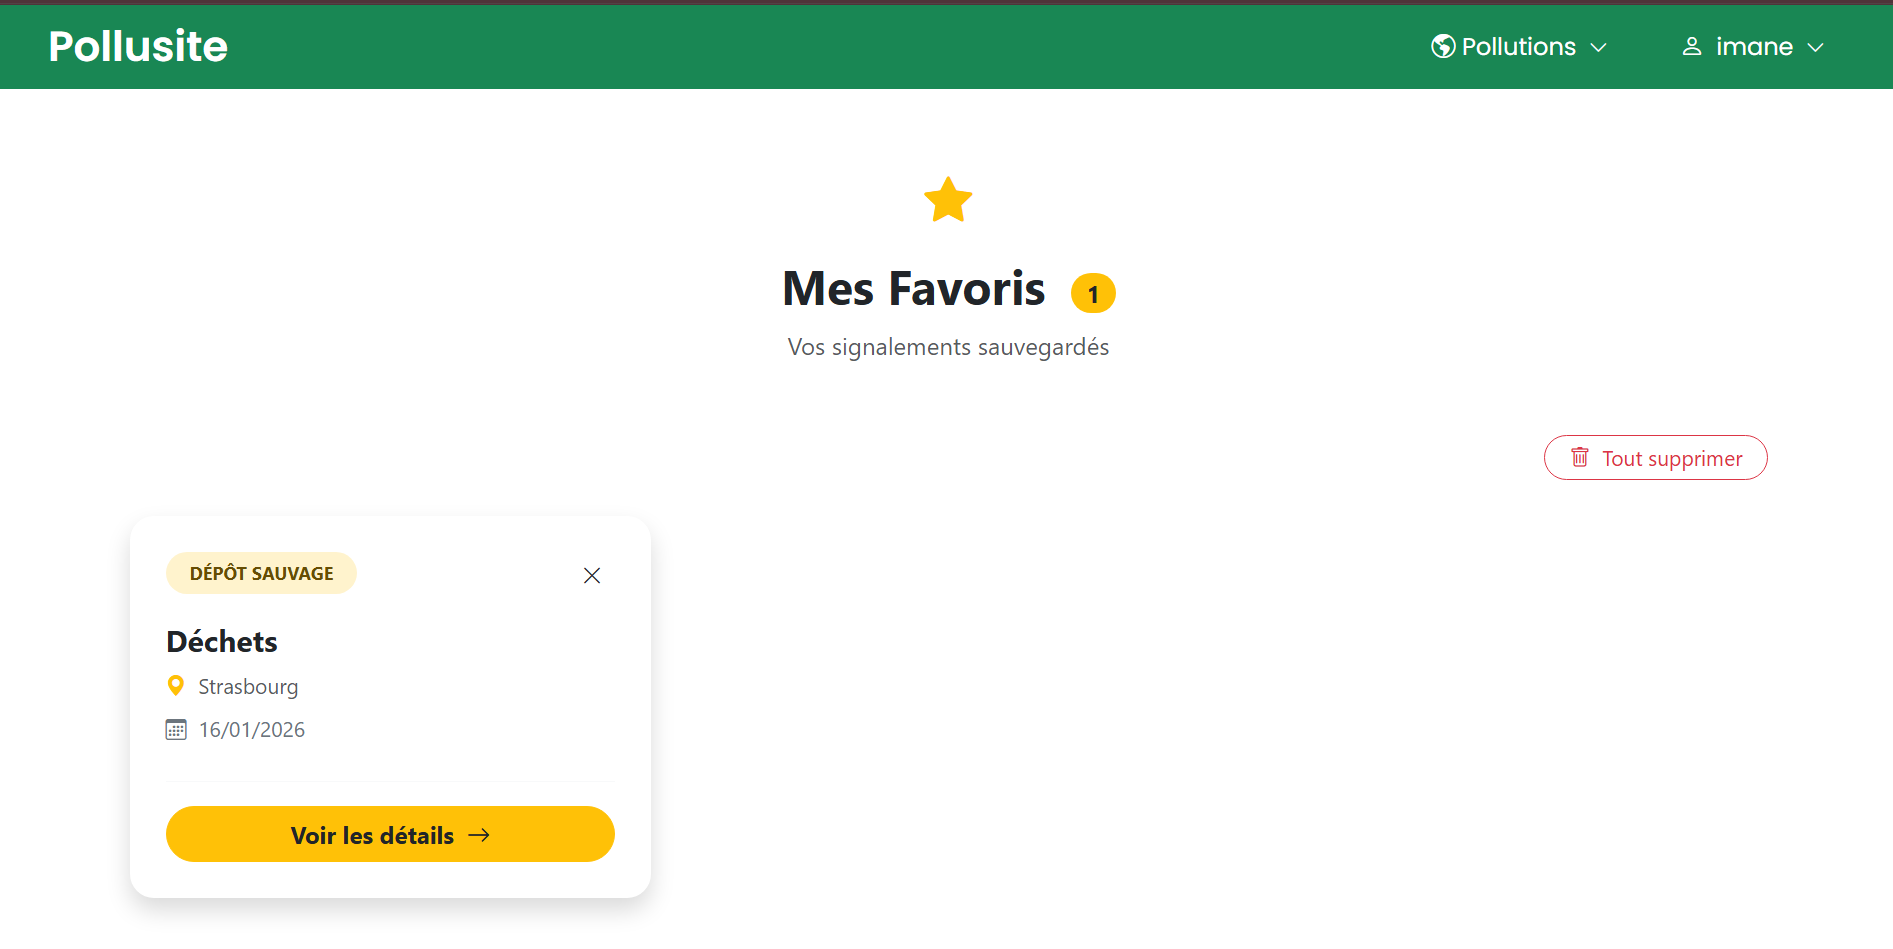 Pollusite
Pollutions
imane
Mes Favoris 1
Vos signalements sauvegardés
Tout supprimer
DÉPÔT SAUVAGE
Déchets
Strasbourg
16/01/2026
Voir les détails →